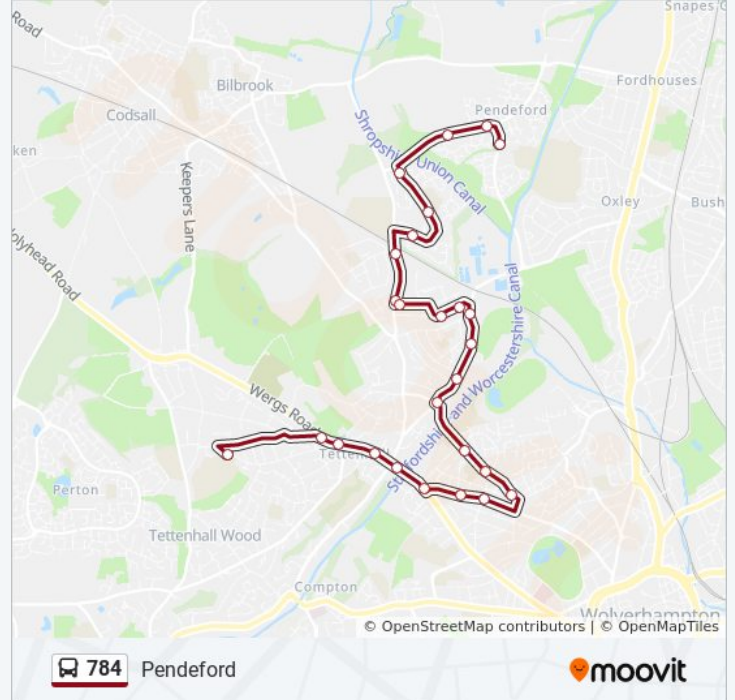 Road
Snapes G
Bilbrook
Fordhouses
Codsall
Pendeford
ken
Shropshire Union Canal
Keepers Lane
Oxley
Bush
olyhead Road
Staffordshire and Worcestershire Canal
Wergs Road
Tettenhall
Perton
Tettenhall Wood
Compton
Wolverhampton
© OpenStreetMap contributors | © OpenMapTiles
784 Pendeford
moovit